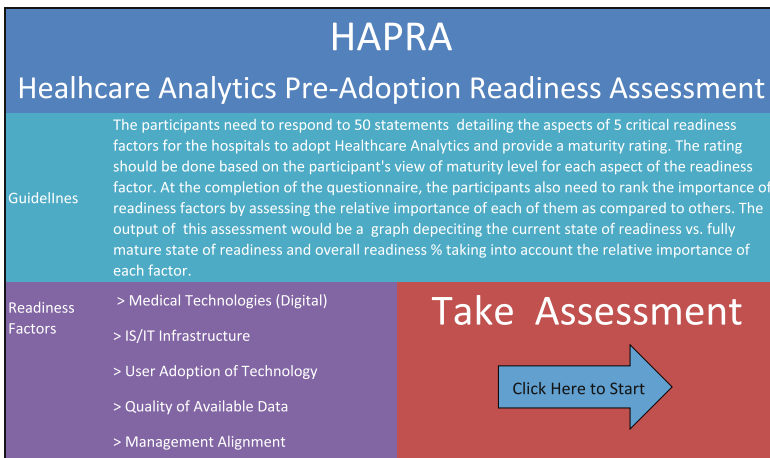 HAPRA
Healhcare Analytics Pre-Adoption Readiness Assessment
GuidelInes
The participants need to respond to 50 statements detailing the aspects of 5 critical readiness
factors for the hospitals to adopt Healthcare Analytics and provide a maturity rating. The rating
should be done based on the participant's view of maturity level for each aspect of the readiness
factor. At the completion of the questionnaire, the participants also need to rank the importance of
readiness factors by assessing the relative importance of each of them as compared to others. The
output of this assessment would be a graph depeciting the current state of readiness vs. fully
mature state of readiness and overall readiness % taking into account the relative importance of
each factor.
Readiness
Factors
> Medical Technologies (Digital)
> IS/IT Infrastructure
> User Adoption of Technology
> Quality of Available Data
> Management Alignment
Take Assessment
Click Here to Start